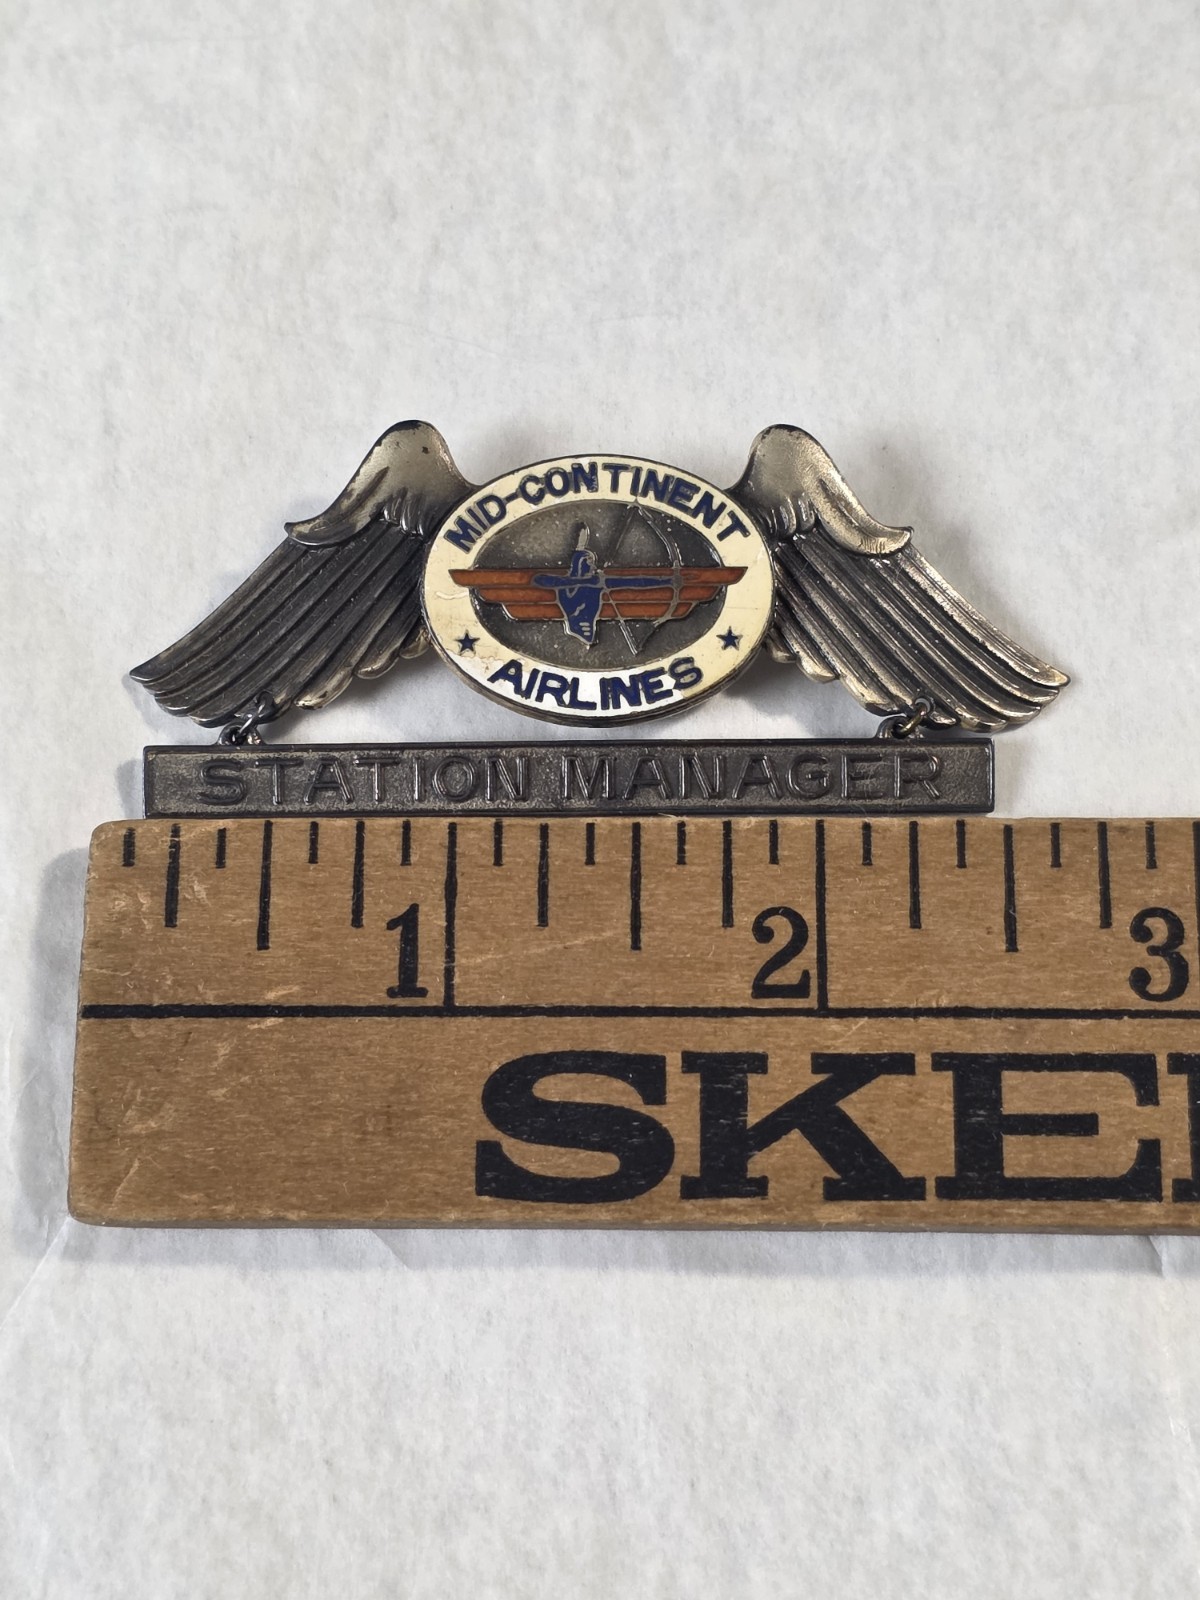 MID-CONTINENT
AIRLINES
STATION MANAGER
1 2 3
SKE